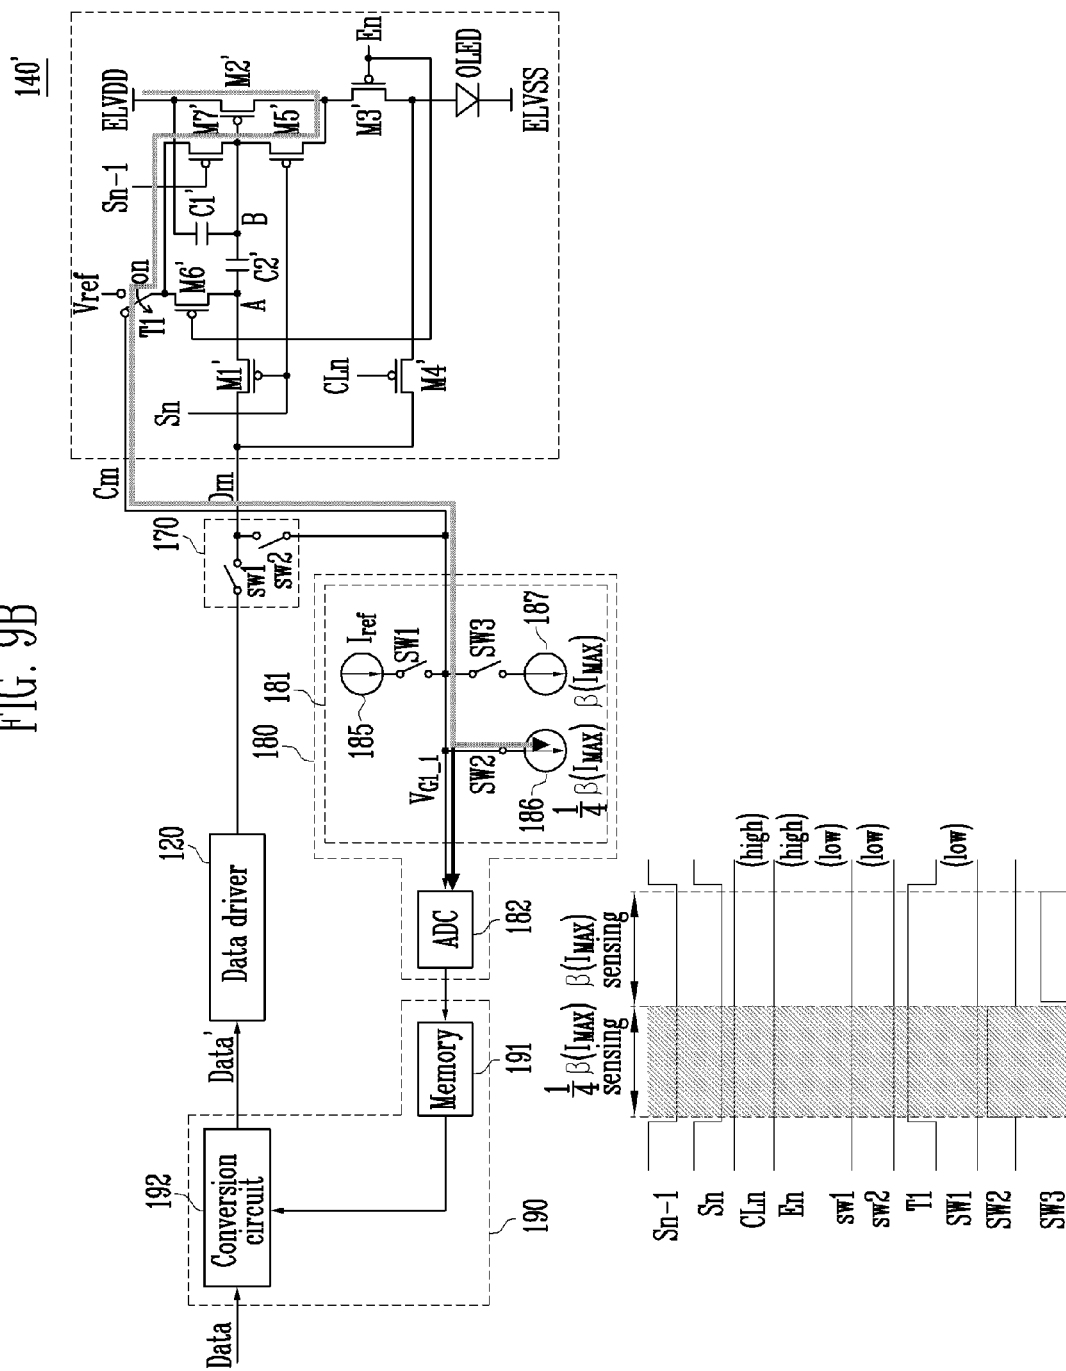 FIG. 9B
140'
ELVDD
Sn-1
Vref
on
T1
M7'
M2'
C1'
B
M5'
M6'
C2'
A
M3'
En
OLED
ELVSS
M1'
Sn
CLn
M4'
Cm
Dm
170
sw1
sw2
120
Data driver
Data'
192
Conversion
circuit
Data
190
Memory
191
ADC
182
180
181
185
Iref
SW1
SW3
187
β(IMAX)
VG1_1
SW2
186
1/4 β(IMAX)
1/4 β(IMAX)
sensing
β(IMAX)
sensing
Sn-1
Sn
CLn (high)
En (high)
sw1 (low)
sw2 (low)
T1
SW1 (low)
SW2
SW3